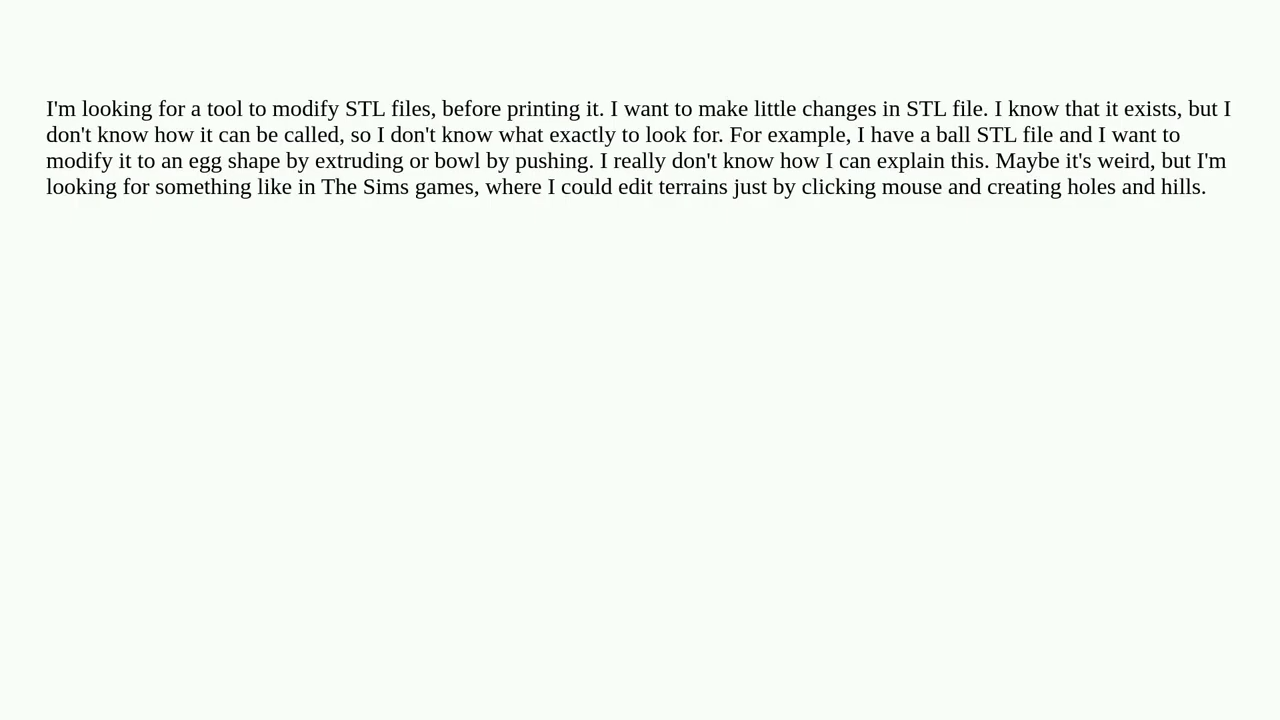 I'm looking for a tool to modify STL files, before printing it. I want to make little changes in STL file. I know that it exists, but I
don't know how it can be called, so I don't know what exactly to look for. For example, I have a ball STL file and I want to
modify it to an egg shape by extruding or bowl by pushing. I really don't know how I can explain this. Maybe it's weird, but I'm
looking for something like in The Sims games, where I could edit terrains just by clicking mouse and creating holes and hills.